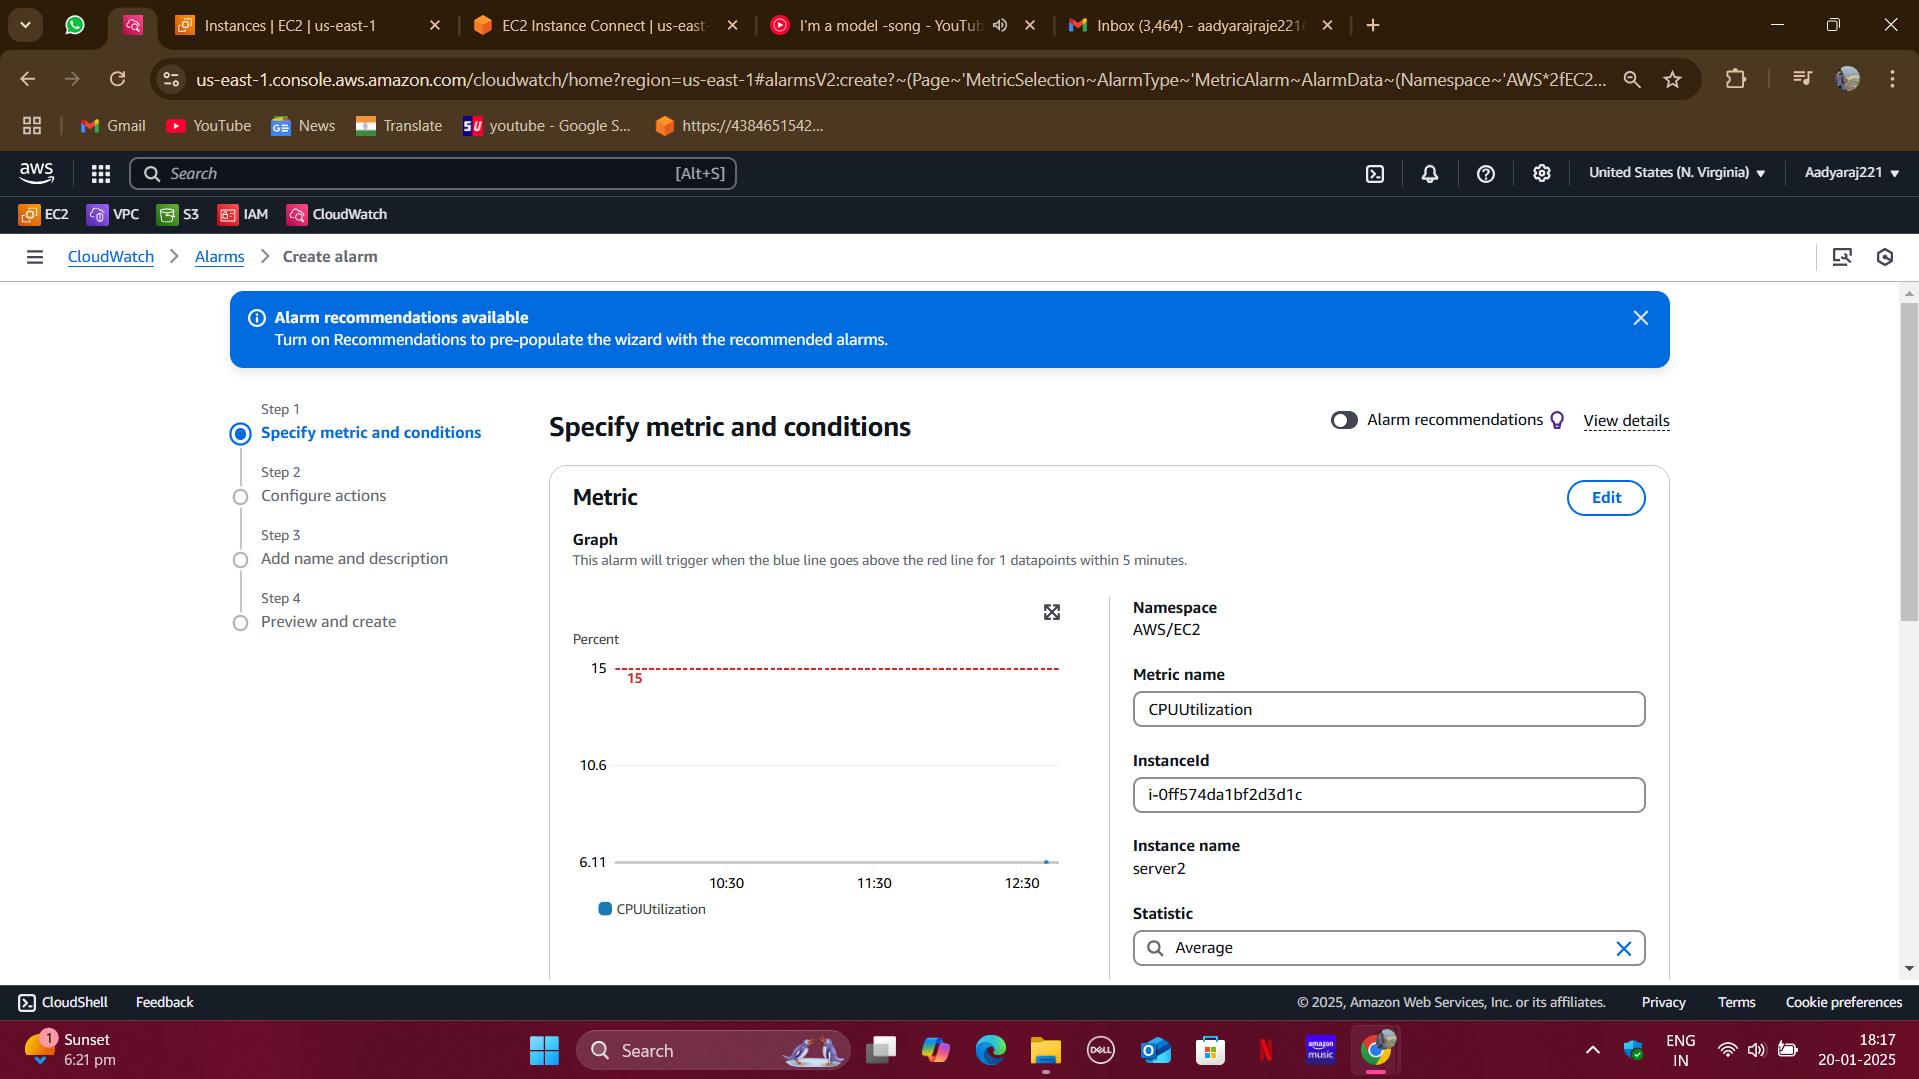 Instances | EC2 | us-east-1
EC2 Instance Connect | us-east-
I'm a model -song - YouTub
Inbox (3,464) - aadyarajraje221
us-east-1.console.aws.amazon.com/cloudwatch/home?region=us-east-1#alarmsV2:create?~(Page~'MetricSelection~AlarmType~'MetricAlarm~AlarmData~(Namespace~'AWS*2fEC2...
Gmail
YouTube
News
Translate
youtube - Google S...
https://4384651542...
aws
Search
[Alt+S]
United States (N. Virginia)
Aadyaraj221
EC2
VPC
S3
IAM
CloudWatch
CloudWatch
Alarms
Create alarm
Alarm recommendations available
Turn on Recommendations to pre-populate the wizard with the recommended alarms.
Step 1
Specify metric and conditions
Step 2
Configure actions
Step 3
Add name and description
Step 4
Preview and create
Specify metric and conditions
Alarm recommendations
View details
Metric
Edit
Graph
This alarm will trigger when the blue line goes above the red line for 1 datapoints within 5 minutes.
Percent
15
15
10.6
6.11
10:30
11:30
12:30
CPUUtilization
Namespace
AWS/EC2
Metric name
CPUUtilization
InstanceId
i-0ff574da1bf2d3d1c
Instance name
server2
Statistic
Average
CloudShell
Feedback
© 2025, Amazon Web Services, Inc. or its affiliates.
Privacy
Terms
Cookie preferences
1
Sunset
6:21 pm
Search
DELL
amazon
music
ENG
IN
18:17
20-01-2025